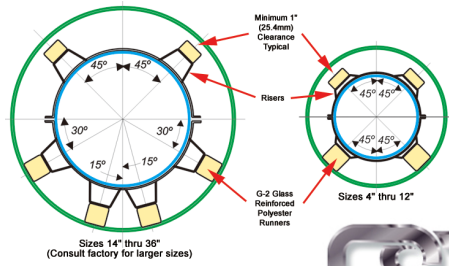 Minimum 1"
(25.4mm)
Clearance
Typical
45º 45º
45º 45º
Risers
30º 30º
45º 45º
15º 15º
G-2 Glass
Reinforced
Polyester
Runners
Sizes 4" thru 12"
Sizes 14" thru 36"
(Consult factory for larger sizes)